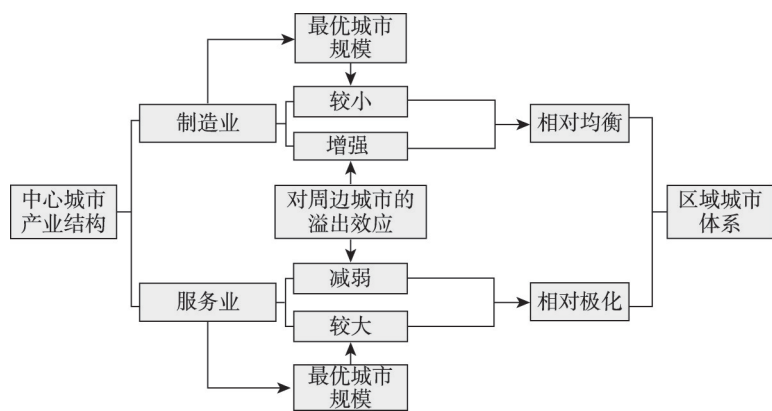 最优城市
规模
较小
制造业
相对均衡
增强
中心城市
产业结构
对周边城市的
溢出效应
区域城市
体系
减弱
服务业
相对极化
较大
最优城市
规模